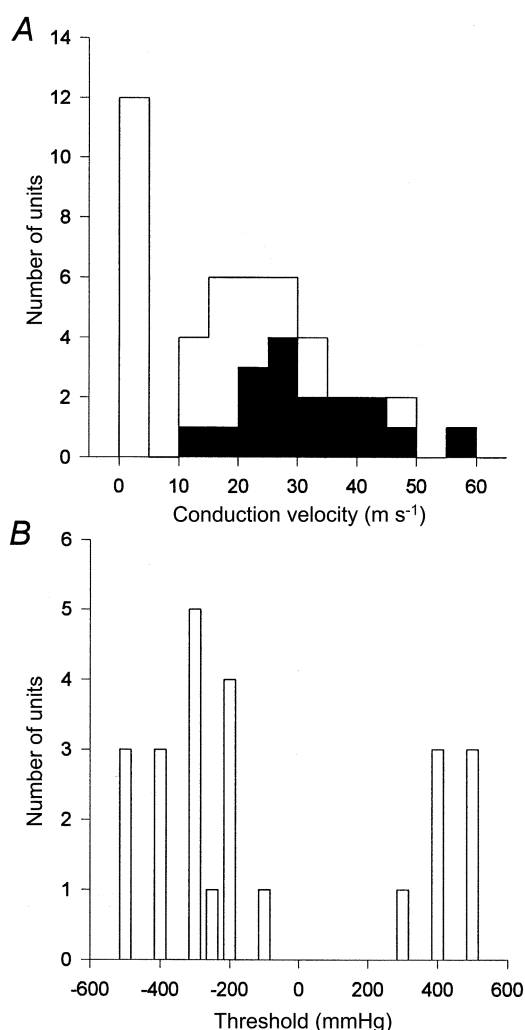 A
14
12
10
8
6
4
2
0
Number of units
0 10 20 30 40 50 60
Conduction velocity (m s⁻¹)
B
6
5
4
3
2
1
0
Number of units
-600 -400 -200 0 200 400 600
Threshold (mmHg)